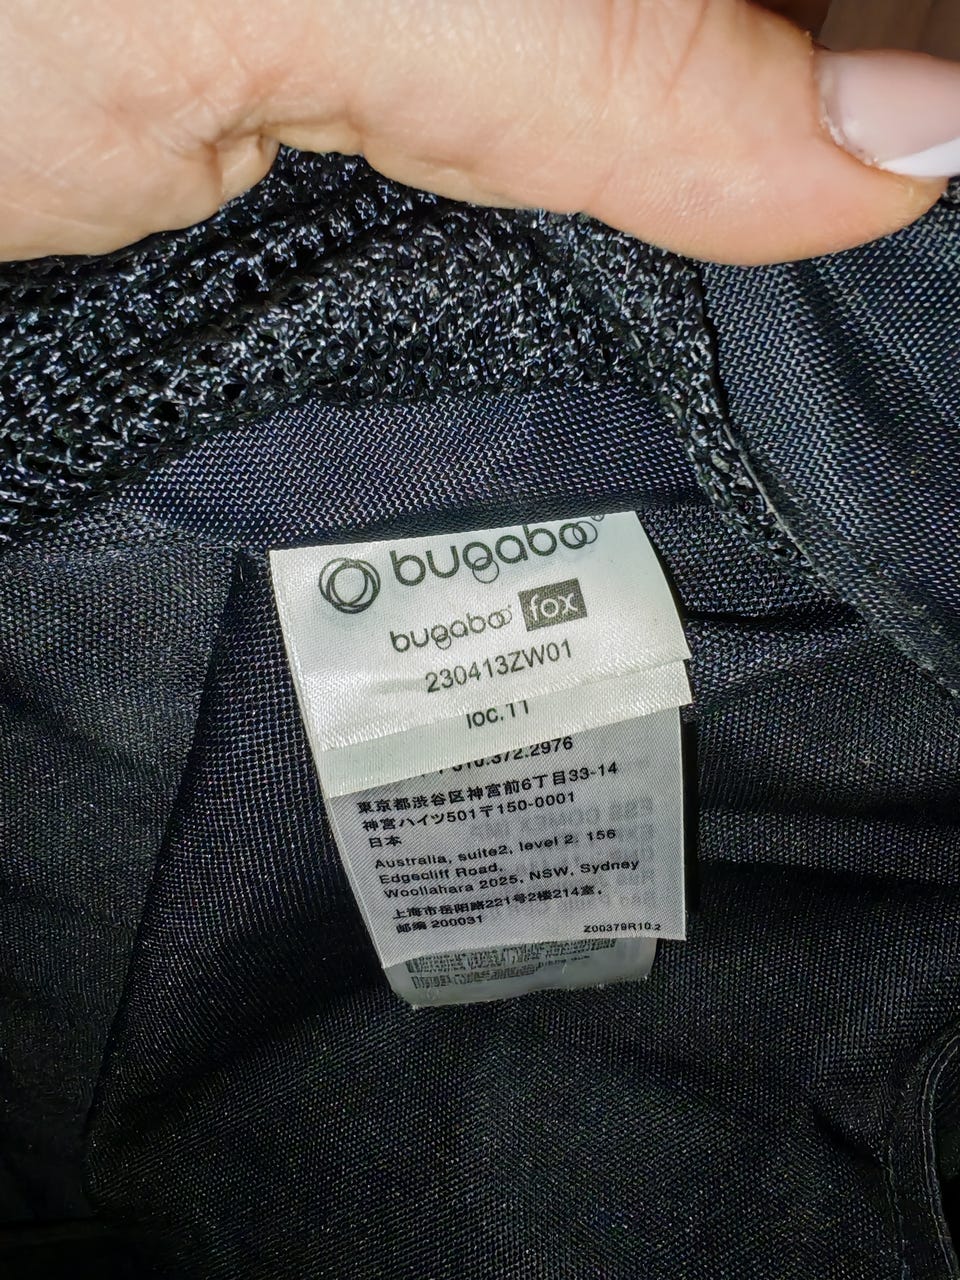 bugaboo
bugaboo fox
230413ZW01
loc.11
310.372.2976
東京都渋谷区神宮前6丁目33-14
神宮ハイツ501〒150-0001
日本
Australia, suite2, level 2, 156
Edgecliff Road,
Woollahara 2025, NSW, Sydney
上海市岳阳路221号2楼214室,
邮编 200031
Z00379R10.2